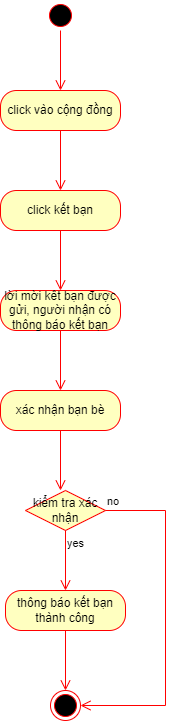 click vào cộng đồng
click kết bạn
lời mời kết bạn được
gửi, người nhận có
thông báo kết bạn
xác nhận bạn bè
kiểm tra xác
nhận
no
yes
thông báo kết bạn
thành công